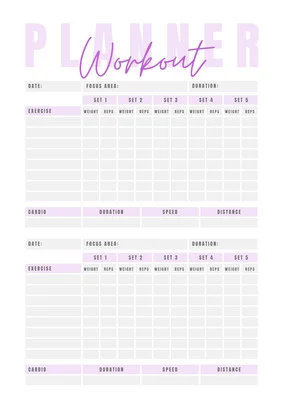 PLANNER
Workout
DATE: FOCUS AREA: DURATION:
SET 1 SET 2 SET 3 SET 4 SET 5
EXERCISE WEIGHT REPS WEIGHT REPS WEIGHT REPS WEIGHT REPS WEIGHT REPS
CARDIO DURATION SPEED DISTANCE
DATE: FOCUS AREA: DURATION:
SET 1 SET 2 SET 3 SET 4 SET 5
EXERCISE WEIGHT REPS WEIGHT REPS WEIGHT REPS WEIGHT REPS WEIGHT REPS
CARDIO DURATION SPEED DISTANCE